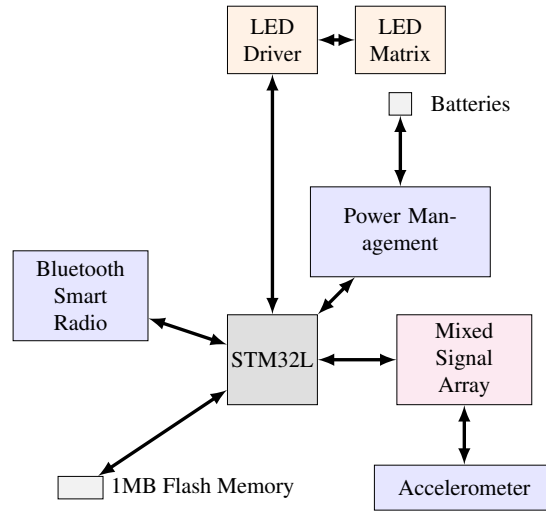 LED
Driver
LED
Matrix
Batteries
Power Man-
agement
Bluetooth
Smart
Radio
STM32L
Mixed
Signal
Array
1MB Flash Memory
Accelerometer